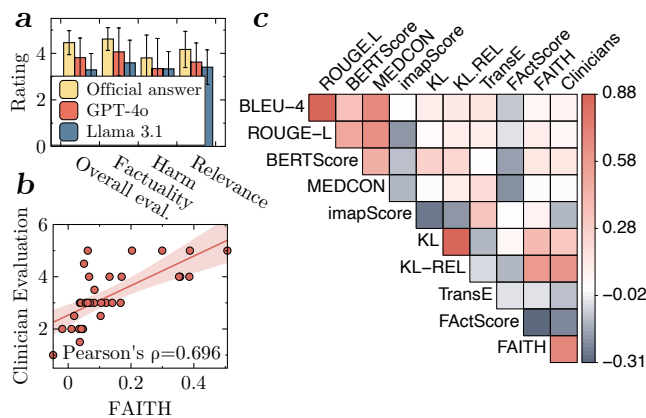 a
Rating
4
2
0
Official answer
GPT-4o
Llama 3.1
Overall eval.
Factuality
Harm
Relevance
b
Clinician Evaluation
6
4
2
Pearson's ρ=0.696
0
0.2
0.4
FAITH
c
ROUGE.L
BERTScore
MEDCON
imapScore
KL
KL.REL
TransE
FActScore
FAITH
Clinicians
BLEU-4
ROUGE-L
BERTScore
MEDCON
imapScore
KL
KL-REL
TransE
FActScore
FAITH
0.88
0.58
0.28
-0.02
-0.31